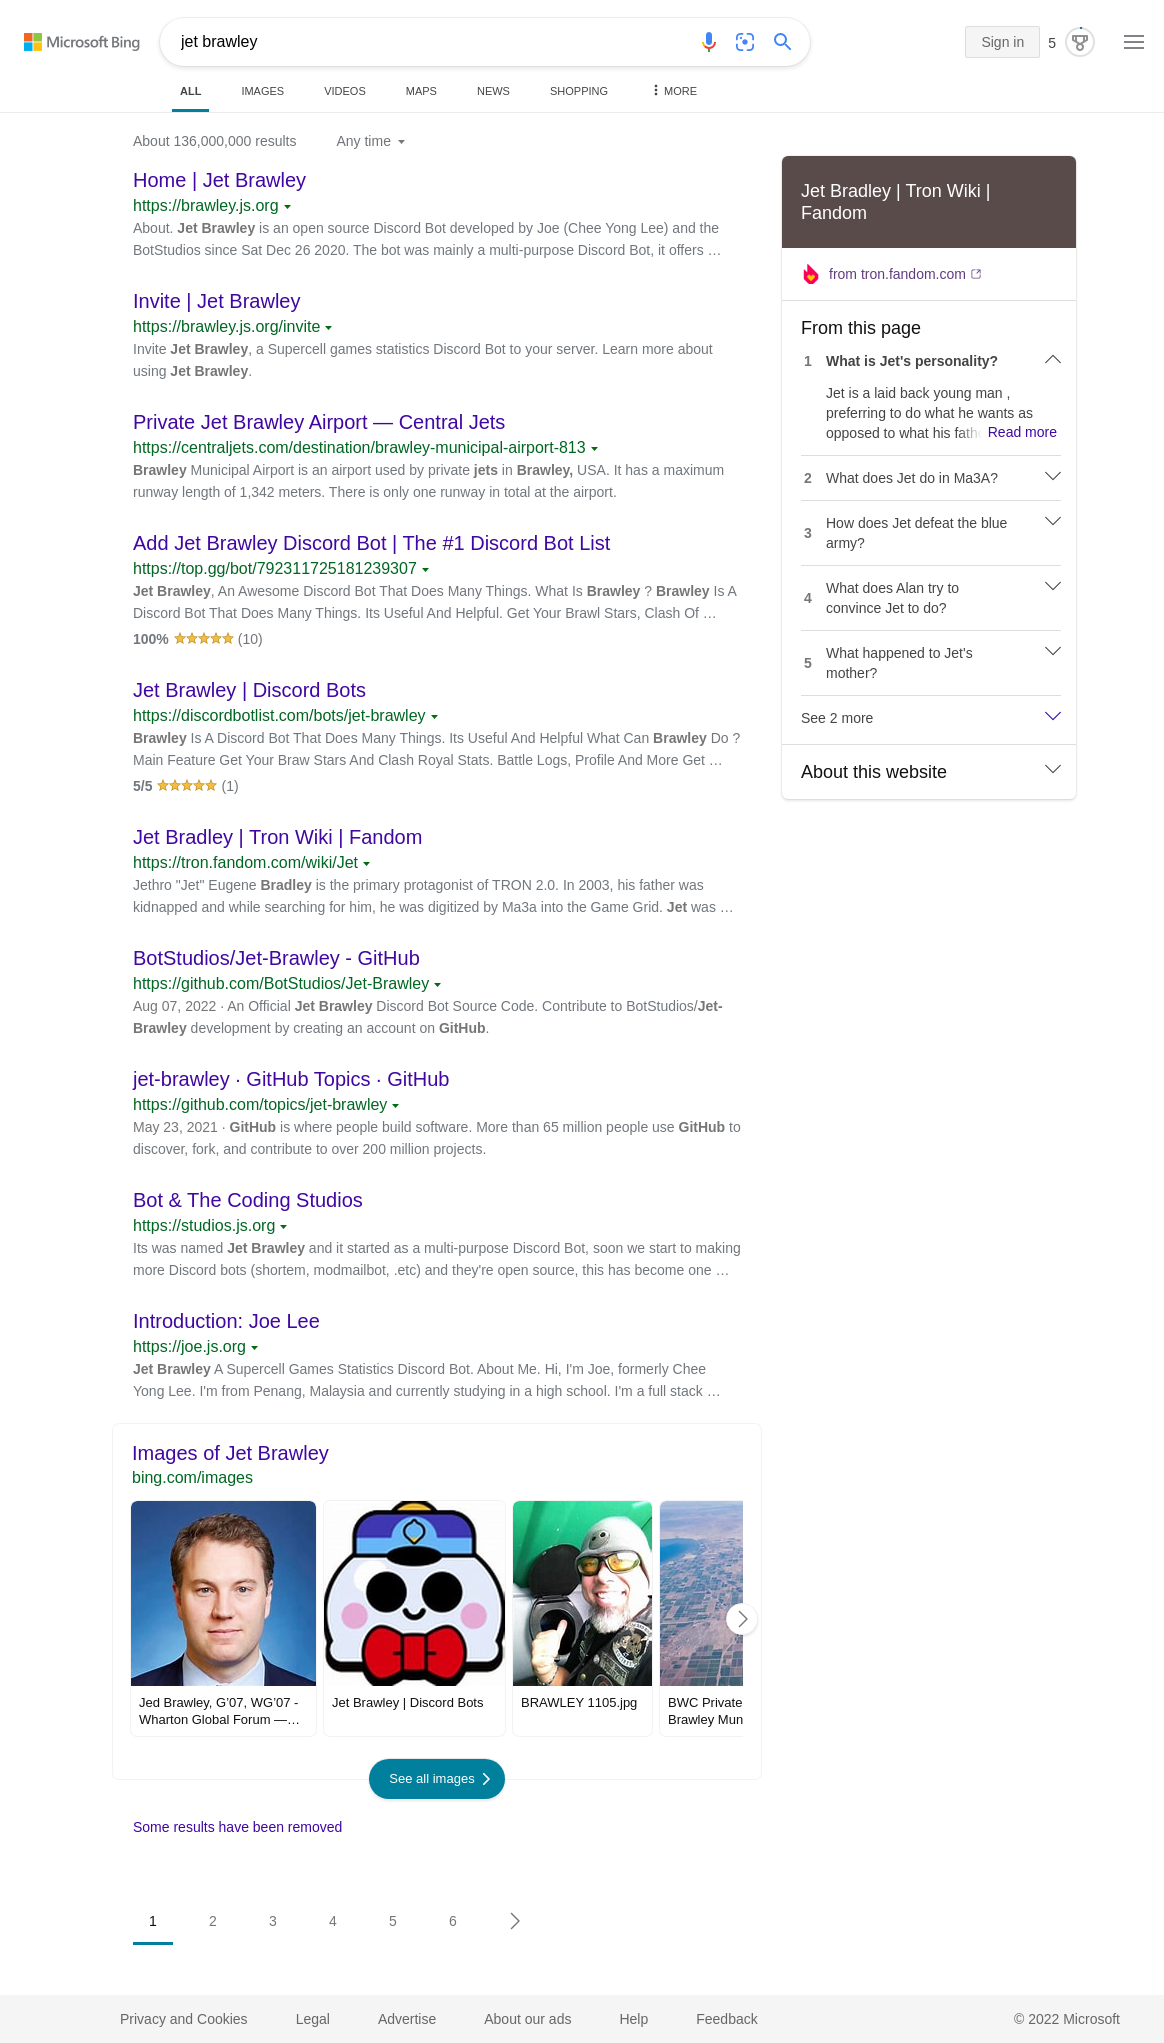 Microsoft Bing
jet brawley
Sign in
5
ALL
IMAGES
VIDEOS
MAPS
NEWS
SHOPPING
MORE
About 136,000,000 results
Any time
Home | Jet Brawley
https://brawley.js.org
About. Jet Brawley is an open source Discord Bot developed by Joe (Chee Yong Lee) and the
BotStudios since Sat Dec 26 2020. The bot was mainly a multi-purpose Discord Bot, it offers …
Invite | Jet Brawley
https://brawley.js.org/invite
Invite Jet Brawley, a Supercell games statistics Discord Bot to your server. Learn more about
using Jet Brawley.
Private Jet Brawley Airport — Central Jets
https://centraljets.com/destination/brawley-municipal-airport-813
Brawley Municipal Airport is an airport used by private jets in Brawley, USA. It has a maximum
runway length of 1,342 meters. There is only one runway in total at the airport.
Add Jet Brawley Discord Bot | The #1 Discord Bot List
https://top.gg/bot/792311725181239307
Jet Brawley, An Awesome Discord Bot That Does Many Things. What Is Brawley ? Brawley Is A
Discord Bot That Does Many Things. Its Useful And Helpful. Get Your Brawl Stars, Clash Of …
100% (10)
Jet Brawley | Discord Bots
https://discordbotlist.com/bots/jet-brawley
Brawley Is A Discord Bot That Does Many Things. Its Useful And Helpful What Can Brawley Do ?
Main Feature Get Your Braw Stars And Clash Royal Stats. Battle Logs, Profile And More Get …
5/5 (1)
Jet Bradley | Tron Wiki | Fandom
https://tron.fandom.com/wiki/Jet
Jethro "Jet" Eugene Bradley is the primary protagonist of TRON 2.0. In 2003, his father was
kidnapped and while searching for him, he was digitized by Ma3a into the Game Grid. Jet was …
BotStudios/Jet-Brawley - GitHub
https://github.com/BotStudios/Jet-Brawley
Aug 07, 2022 · An Official Jet Brawley Discord Bot Source Code. Contribute to BotStudios/Jet-
Brawley development by creating an account on GitHub.
jet-brawley · GitHub Topics · GitHub
https://github.com/topics/jet-brawley
May 23, 2021 · GitHub is where people build software. More than 65 million people use GitHub to
discover, fork, and contribute to over 200 million projects.
Bot & The Coding Studios
https://studios.js.org
Its was named Jet Brawley and it started as a multi-purpose Discord Bot, soon we start to making
more Discord bots (shortem, modmailbot, .etc) and they're open source, this has become one …
Introduction: Joe Lee
https://joe.js.org
Jet Brawley A Supercell Games Statistics Discord Bot. About Me. Hi, I'm Joe, formerly Chee
Yong Lee. I'm from Penang, Malaysia and currently studying in a high school. I'm a full stack …
Images of Jet Brawley
bing.com/images
Jed Brawley, G'07, WG'07 -
Wharton Global Forum —…
Jet Brawley | Discord Bots
BRAWLEY 1105.jpg
BWC Private
Brawley Mun
See all images
Some results have been removed
1
2
3
4
5
6
Jet Bradley | Tron Wiki |
Fandom
from tron.fandom.com
From this page
1 What is Jet's personality?
Jet is a laid back young man ,
preferring to do what he wants as
opposed to what his fath Read more
2 What does Jet do in Ma3A?
3 How does Jet defeat the blue
army?
4 What does Alan try to
convince Jet to do?
5 What happened to Jet's
mother?
See 2 more
About this website
Privacy and Cookies
Legal
Advertise
About our ads
Help
Feedback
© 2022 Microsoft